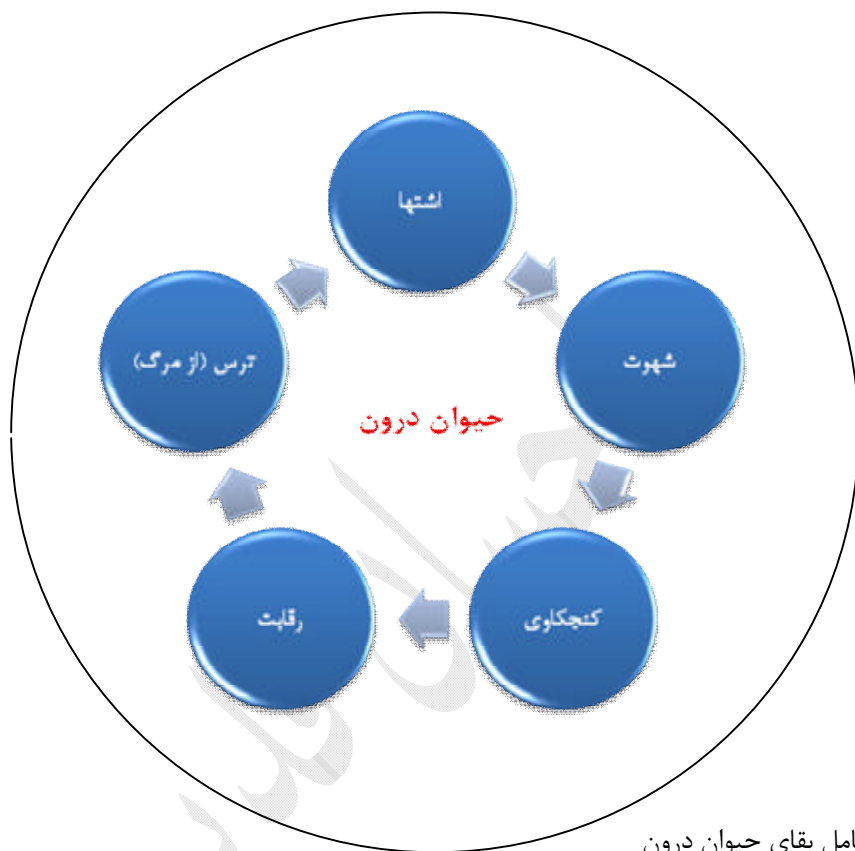 اشتها
شهوت
کنجکاوی
رقابت
ترس (از مرگ)
حیوان درون
امل بقای حیوان درون